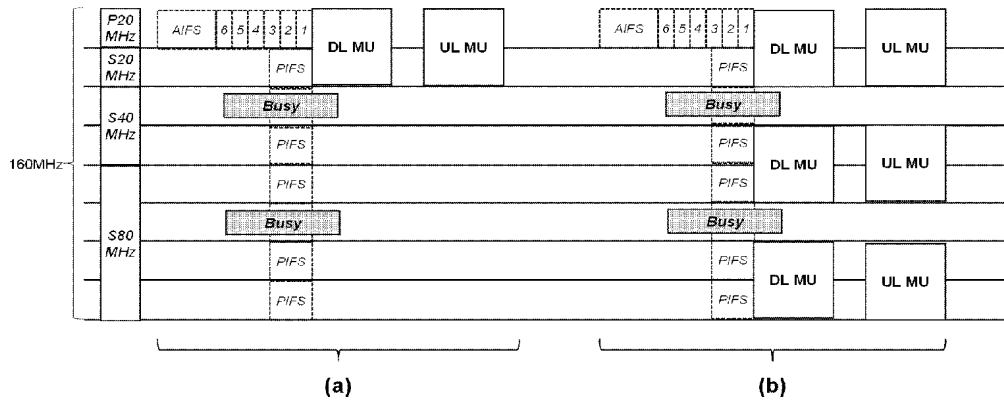 P20 MHz AIFS 6 5 4 3 2 1 DL MU UL MU AIFS 6 5 4 3 2 1 DL MU UL MU
S20 MHz PIFS PIFS
S40 MHz Busy Busy
160MHz PIFS PIFS DL MU UL MU
PIFS PIFS
S80 MHz Busy Busy
PIFS PIFS DL MU UL MU
PIFS PIFS
(a) (b)